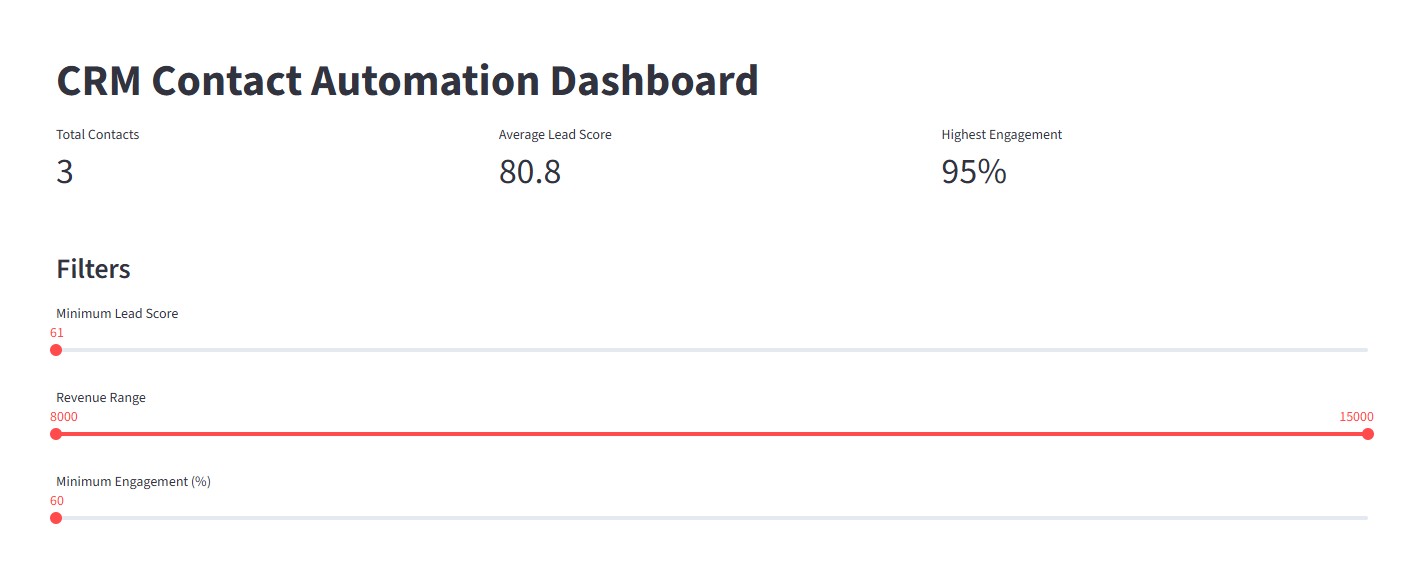 CRM Contact Automation Dashboard
Total Contacts
3
Average Lead Score
80.8
Highest Engagement
95%
Filters
Minimum Lead Score
61
Revenue Range
8000 15000
Minimum Engagement (%)
60